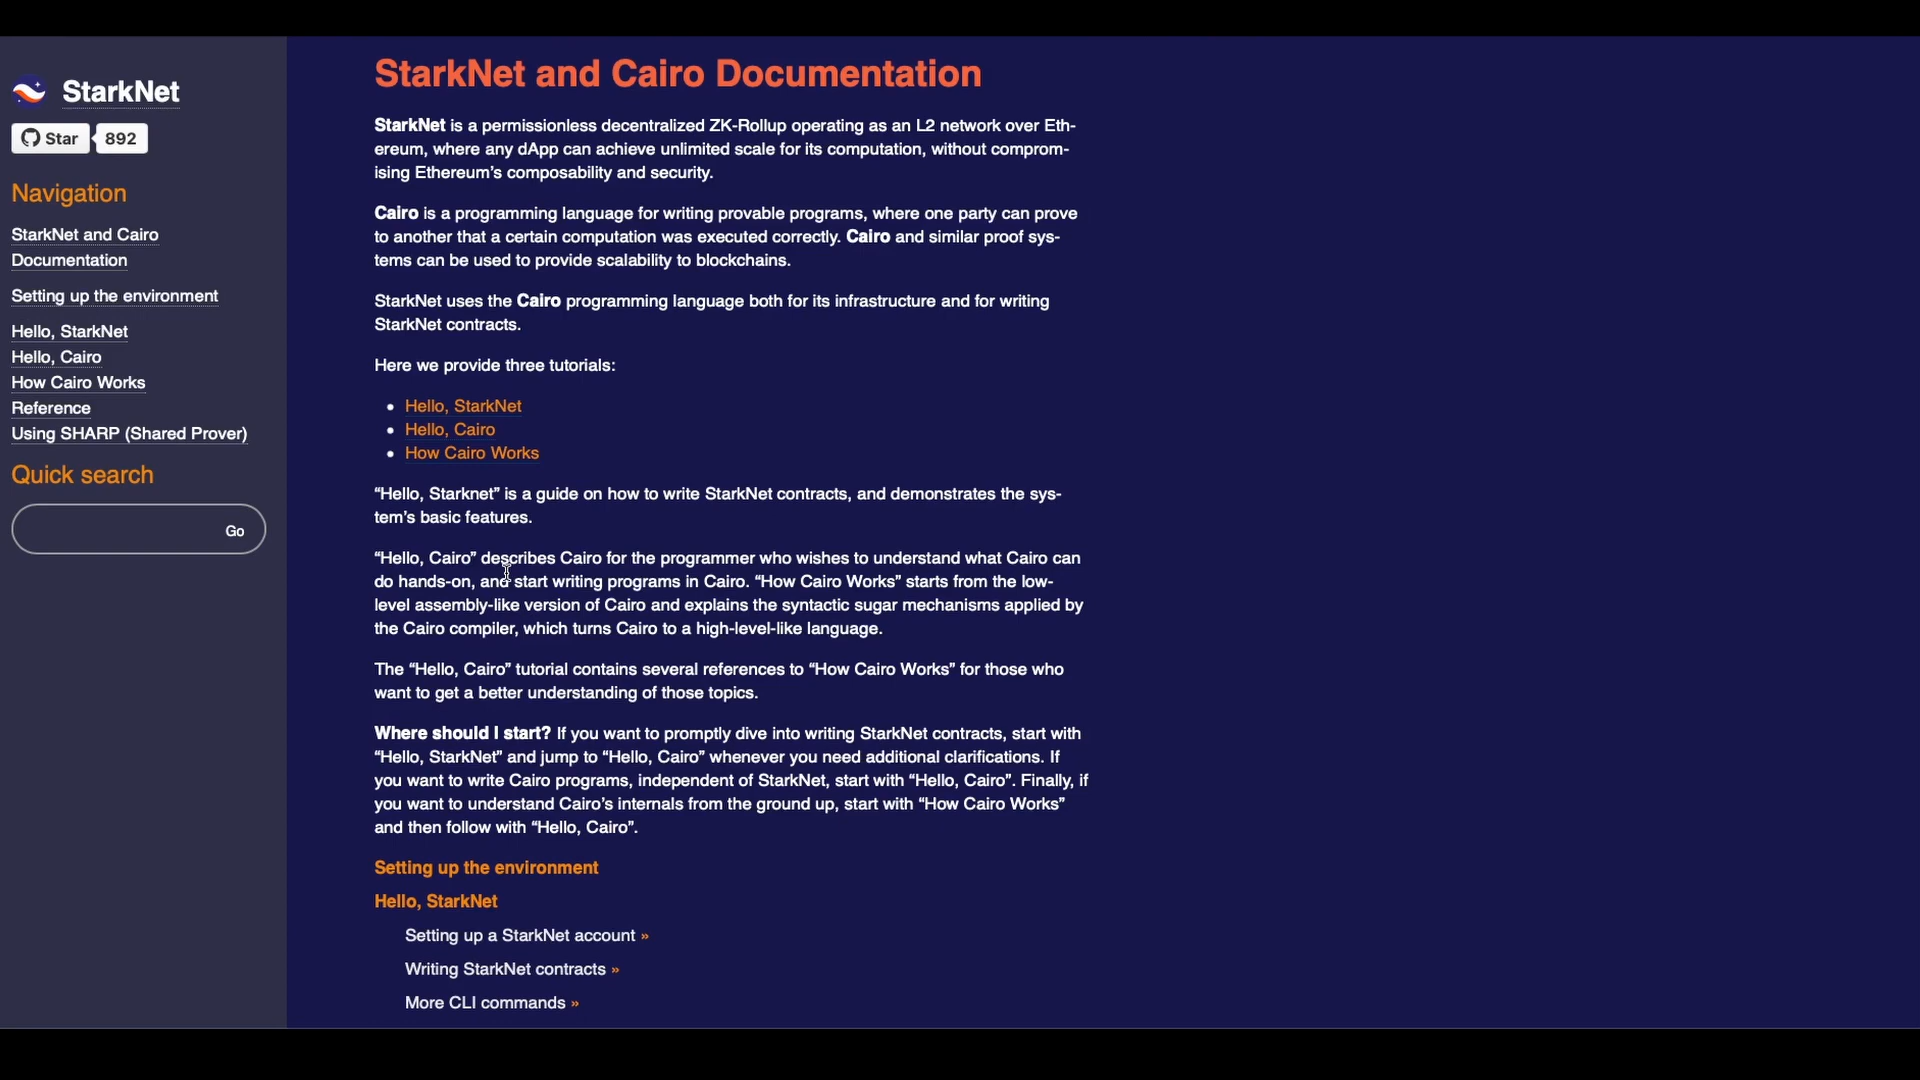 StarkNet
Star
892
Navigation
StarkNet and Cairo
Documentation
Setting up the environment
Hello, StarkNet
Hello, Cairo
How Cairo Works
Reference
Using SHARP (Shared Prover)
Quick search
Go
StarkNet and Cairo Documentation
StarkNet is a permissionless decentralized ZK-Rollup operating as an L2 network over Eth-
ereum, where any dApp can achieve unlimited scale for its computation, without comprom-
ising Ethereum’s composability and security.
Cairo is a programming language for writing provable programs, where one party can prove
to another that a certain computation was executed correctly. Cairo and similar proof sys-
tems can be used to provide scalability to blockchains.
StarkNet uses the Cairo programming language both for its infrastructure and for writing
StarkNet contracts.
Here we provide three tutorials:
• Hello, StarkNet
• Hello, Cairo
• How Cairo Works
“Hello, Starknet” is a guide on how to write StarkNet contracts, and demonstrates the sys-
tem’s basic features.
“Hello, Cairo” describes Cairo for the programmer who wishes to understand what Cairo can
do hands-on, and start writing programs in Cairo. “How Cairo Works” starts from the low-
level assembly-like version of Cairo and explains the syntactic sugar mechanisms applied by
the Cairo compiler, which turns Cairo to a high-level-like language.
The “Hello, Cairo” tutorial contains several references to “How Cairo Works” for those who
want to get a better understanding of those topics.
Where should I start? If you want to promptly dive into writing StarkNet contracts, start with
“Hello, StarkNet” and jump to “Hello, Cairo” whenever you need additional clarifications. If
you want to write Cairo programs, independent of StarkNet, start with “Hello, Cairo”. Finally, if
you want to understand Cairo’s internals from the ground up, start with “How Cairo Works”
and then follow with “Hello, Cairo”.
Setting up the environment
Hello, StarkNet
Setting up a StarkNet account »
Writing StarkNet contracts »
More CLI commands »